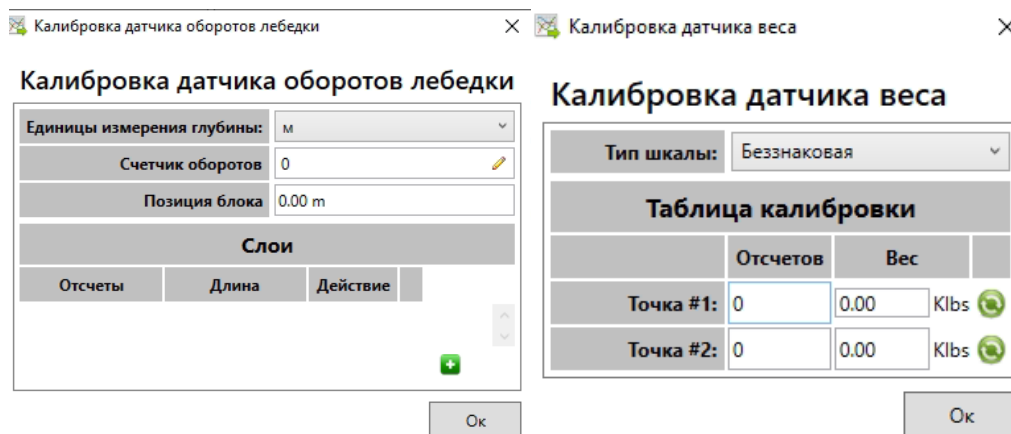 Калибровка датчика оборотов лебедки
Калибровка датчика оборотов лебедки
Единицы измерения глубины: м
Счетчик оборотов 0
Позиция блока 0.00 m
Слои
Отсчеты Длина Действие
Ок
Калибровка датчика веса
Калибровка датчика веса
Тип шкалы: Беззнаковая
Таблица калибровки
Отсчетов Вес
Точка #1: 0 0.00 Klbs
Точка #2: 0 0.00 Klbs
Ок